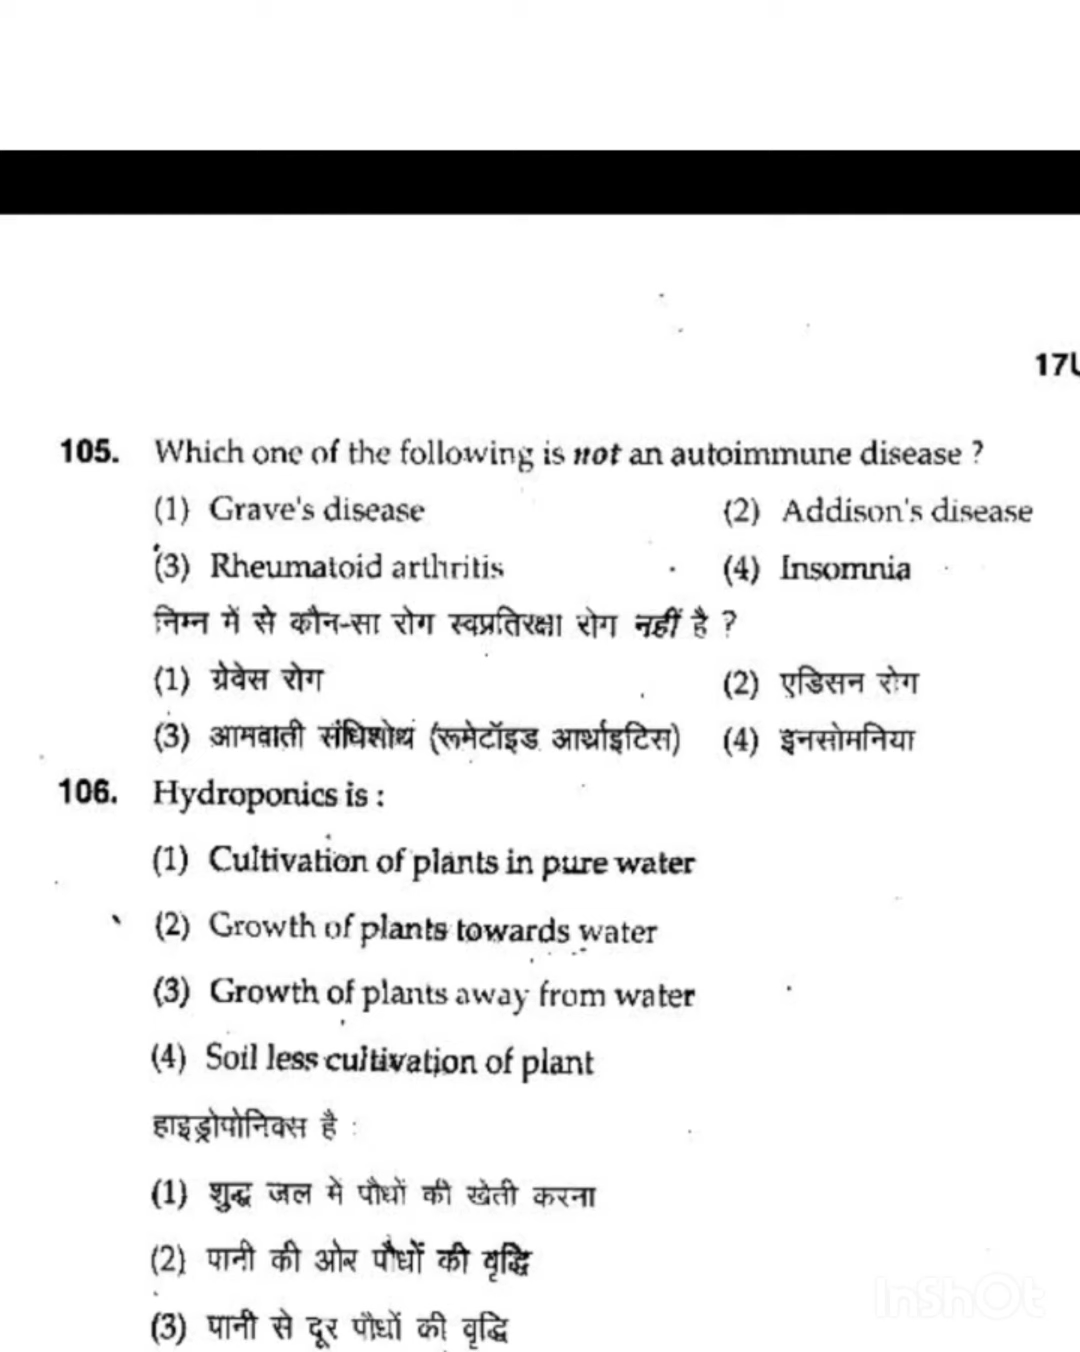 17U
105. Which one of the following is not an autoimmune disease ?
(1) Grave's disease (2) Addison's disease
(3) Rheumatoid arthritis (4) Insomnia
निम्न में से कौन-सा रोग स्वप्रतिरक्षा रोग नहीं है ?
(1) ग्रेवेस रोग (2) एडिसन रोग
(3) आमवाती संधिशोथ (रूमेटॉइड आर्थ्राइटिस) (4) इनसोमनिया
106. Hydroponics is :
(1) Cultivation of plants in pure water
(2) Growth of plants towards water
(3) Growth of plants away from water
(4) Soil less cultivation of plant
हाइड्रोपोनिक्स है :
(1) शुद्ध जल में पौधों की खेती करना
(2) पानी की ओर पौधों की वृद्धि
(3) पानी से दूर पौधों की वृद्धि
InShOt